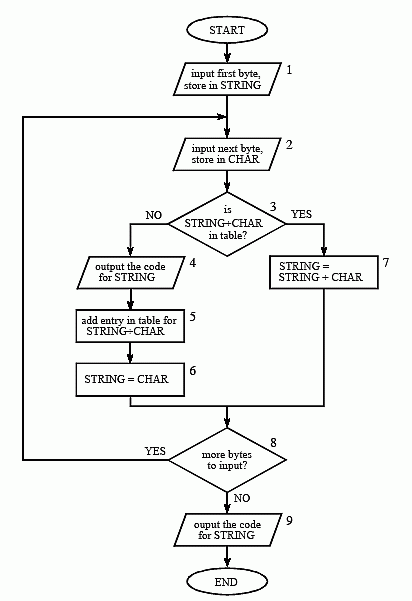 START
1
input first byte,
store in STRING
2
input next byte,
store in CHAR
3
is
STRING+CHAR
in table?
NO
YES
4
output the code
for STRING
7
STRING =
STRING + CHAR
5
add entry in table for
STRING+CHAR
6
STRING = CHAR
8
more bytes
to input?
YES
NO
9
ouput the code
for STRING
END